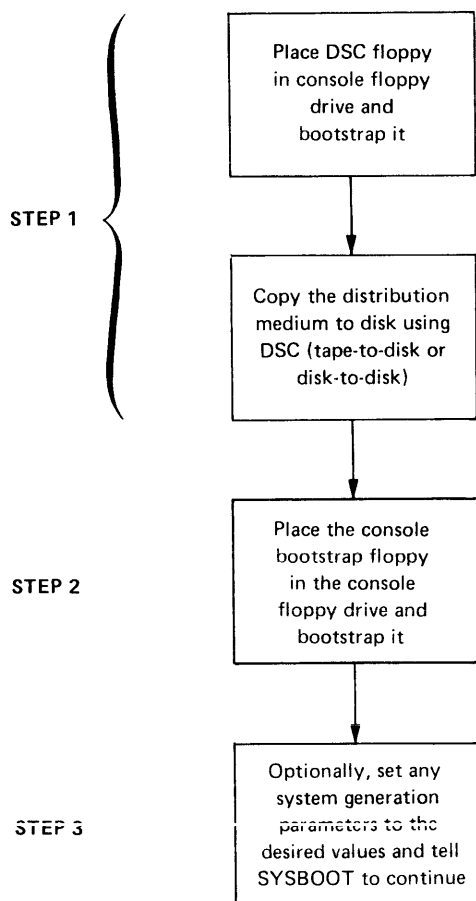 Place DSC floppy
in console floppy
drive and
bootstrap it
STEP 1
Copy the distribution
medium to disk using
DSC (tape-to-disk or
disk-to-disk)
Place the console
bootstrap floppy
in the console
floppy drive and
bootstrap it
STEP 2
Optionally, set any
system generation
parameters to the
desired values and tell
SYSBOOT to continue
STEP 3